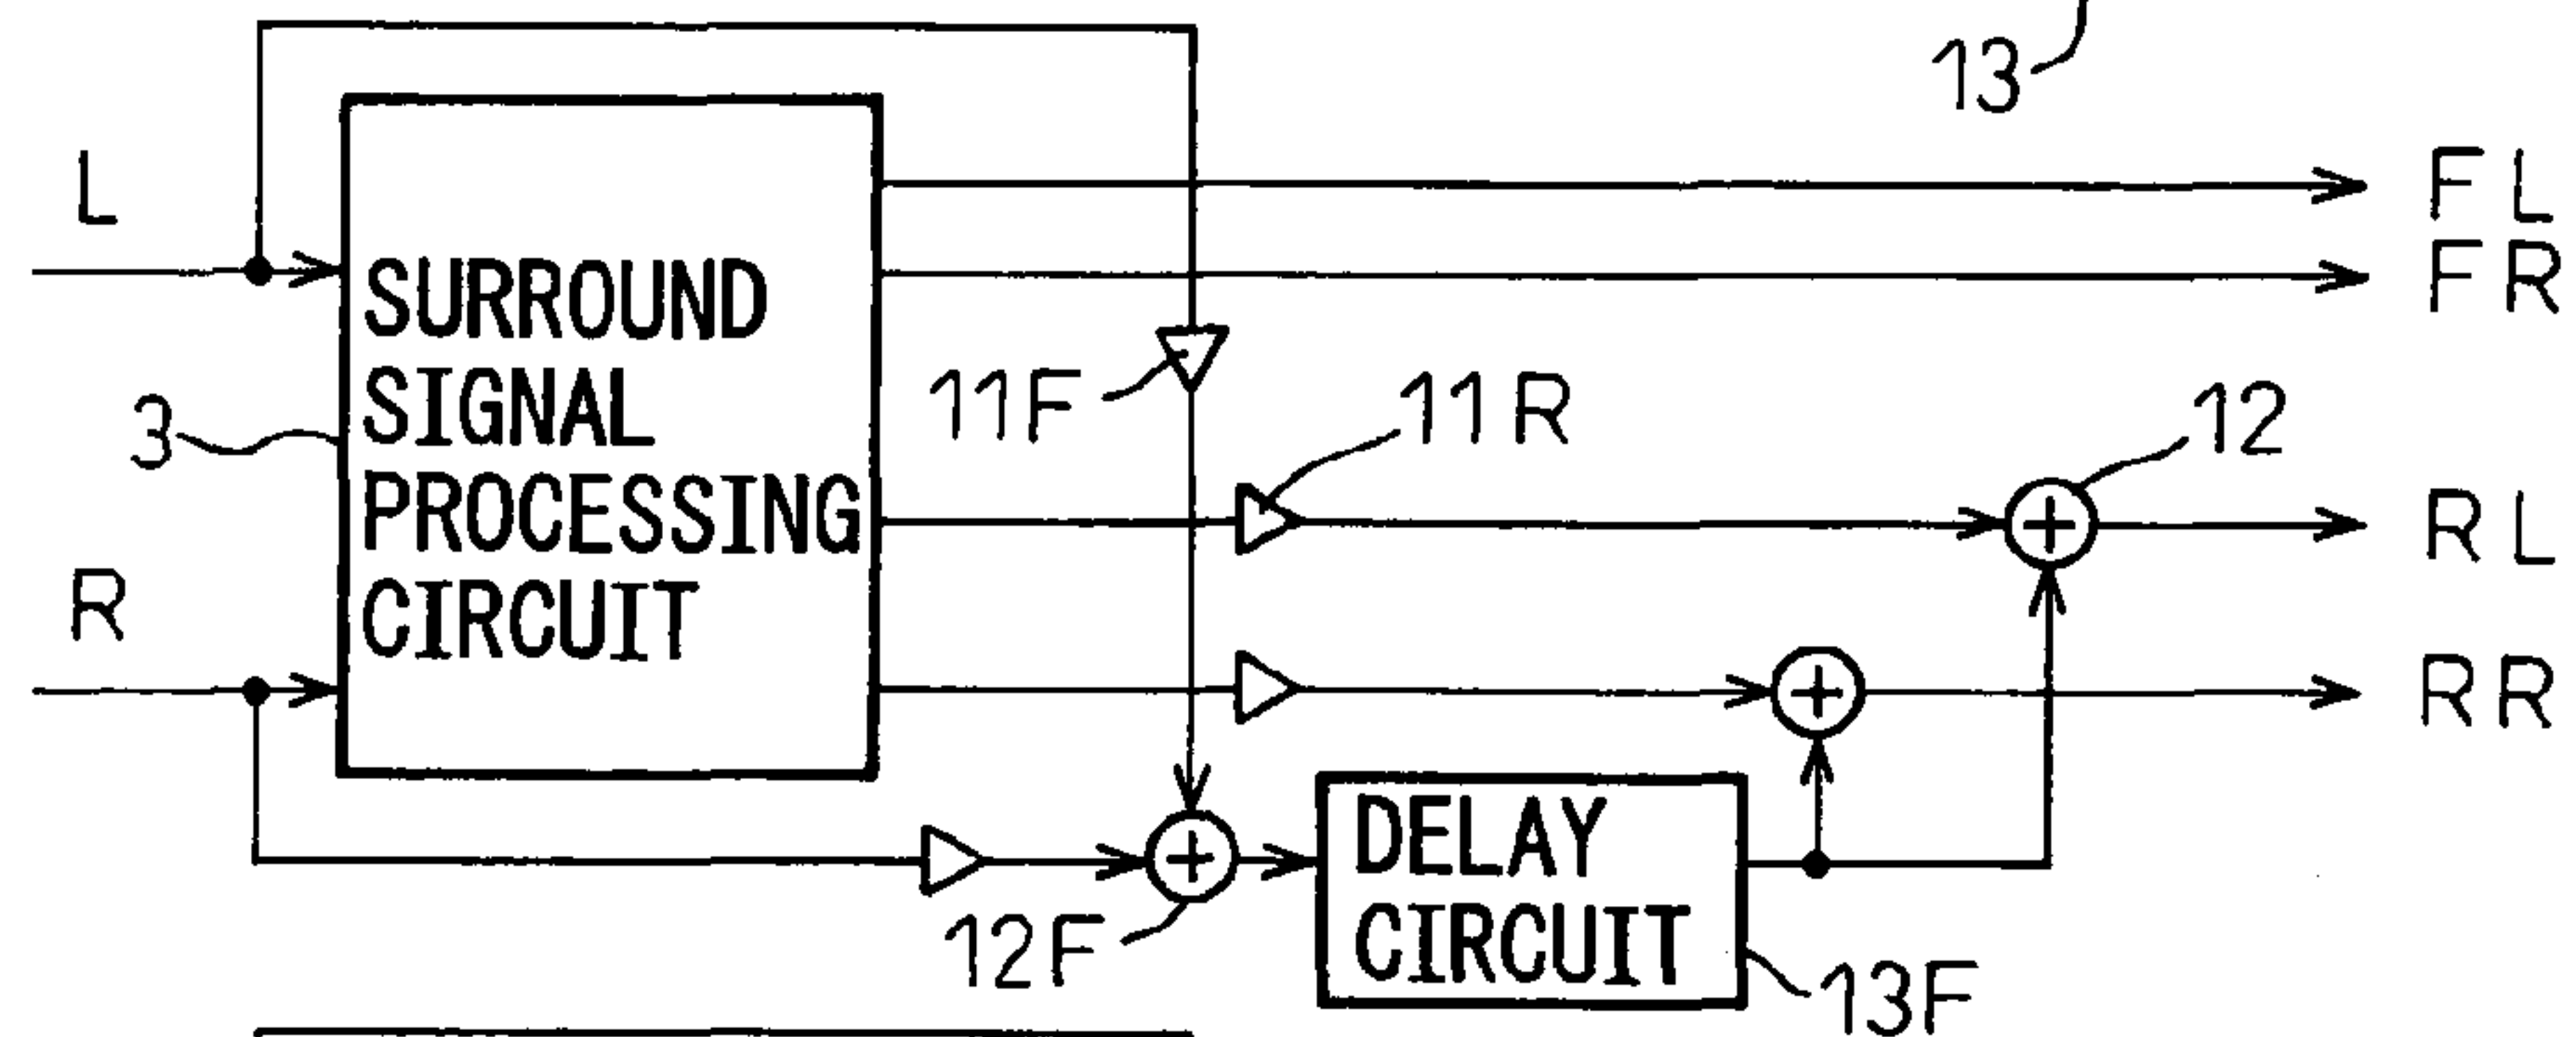 13
L
FL
FR
SURROUND
SIGNAL
PROCESSING
CIRCUIT
3
11F
11R
12
RL
R
RR
DELAY
CIRCUIT
12F
13F